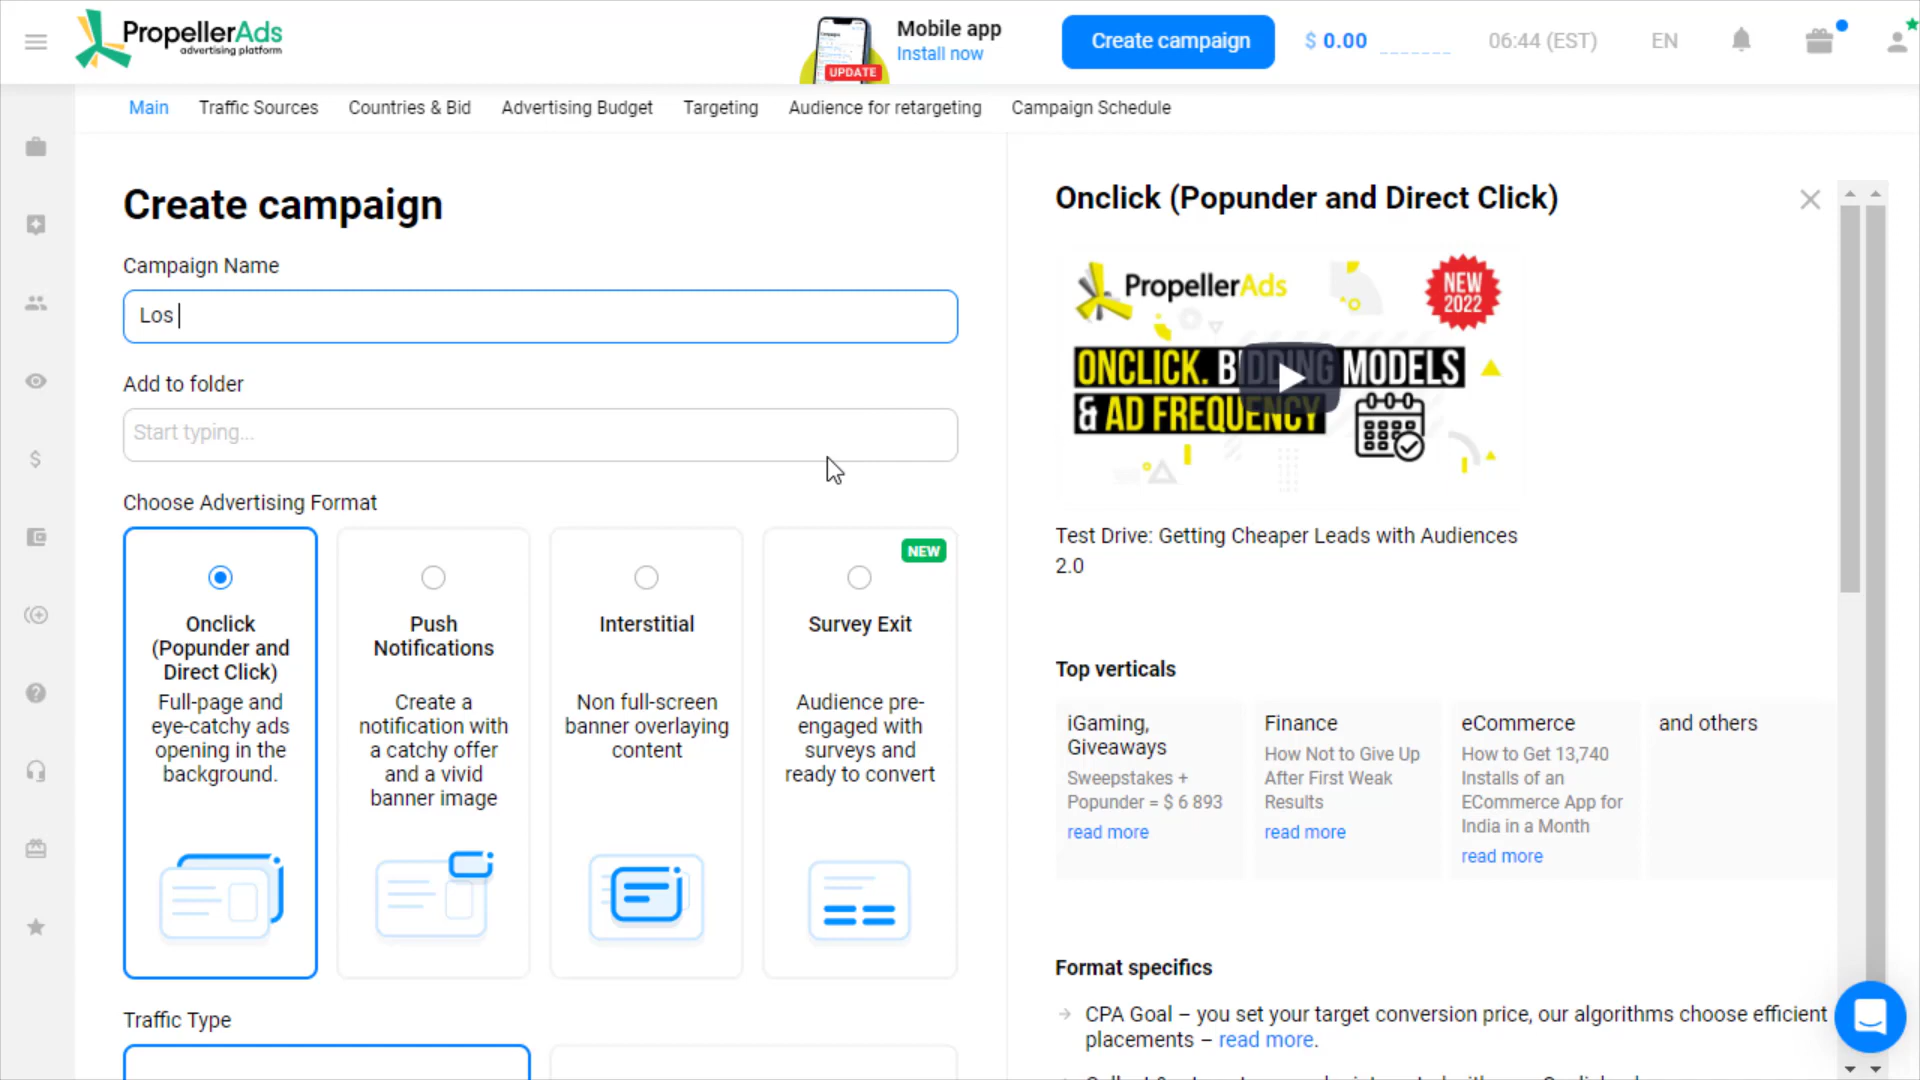 PropellerAds
advertising platform
UPDATE
Mobile app
Install now
Create campaign
$ 0.00
06:44 (EST)
EN
Main
Traffic Sources
Countries & Bid
Advertising Budget
Targeting
Audience for retargeting
Campaign Schedule
Create campaign
Campaign Name
Los
Add to folder
Start typing...
Choose Advertising Format
Onclick
(Popunder and
Direct Click)
Full-page and
eye-catchy ads
opening in the
background.
Push
Notifications
Create a
notification with
a catchy offer
and a vivid
banner image
Interstitial
Non full-screen
banner overlaying
content
NEW
Survey Exit
Audience pre-
engaged with
surveys and
ready to convert
Traffic Type
Onclick (Popunder and Direct Click)
PropellerAds
NEW
2022
ONCLICK. BIDDING MODELS
& AD FREQUENCY
Test Drive: Getting Cheaper Leads with Audiences
2.0
Top verticals
iGaming,
Giveaways
Sweepstakes +
Popunder = $ 6 893
read more
Finance
How Not to Give Up
After First Weak
Results
read more
eCommerce
How to Get 13,740
Installs of an
ECommerce App for
India in a Month
read more
and others
Format specifics
CPA Goal – you set your target conversion price, our algorithms choose efficient
placements – read more.